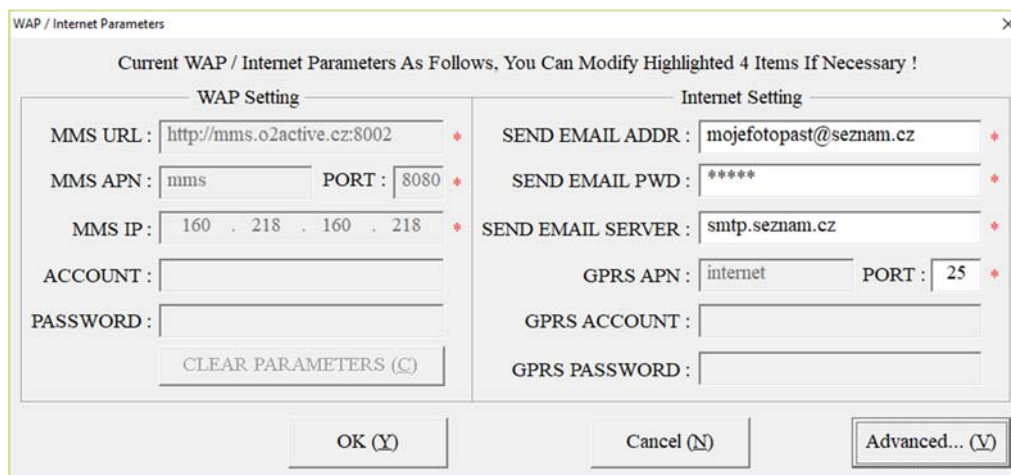 WAP / Internet Parameters
Current WAP / Internet Parameters As Follows, You Can Modify Highlighted 4 Items If Necessary !
WAP Setting
MMS URL : http://mms.o2active.cz:8002 *
MMS APN : mms PORT : 8080 *
MMS IP : 160 . 218 . 160 . 218 *
ACCOUNT :
PASSWORD :
CLEAR PARAMETERS (C)
Internet Setting
SEND EMAIL ADDR : mojefotopast@seznam.cz *
SEND EMAIL PWD : ***** *
SEND EMAIL SERVER : smtp.seznam.cz *
GPRS APN : internet PORT : 25 *
GPRS ACCOUNT :
GPRS PASSWORD :
OK (Y) Cancel (N) Advanced... (V)